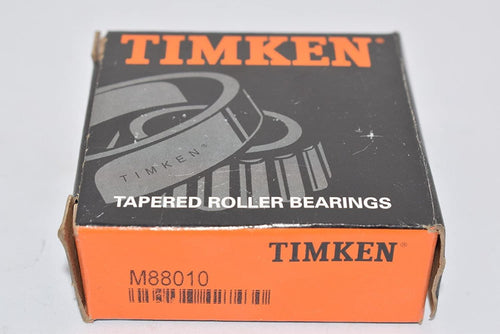 TIMKEN
TIMKEN®
TAPERED ROLLER BEARINGS
TIMKEN®
M88010